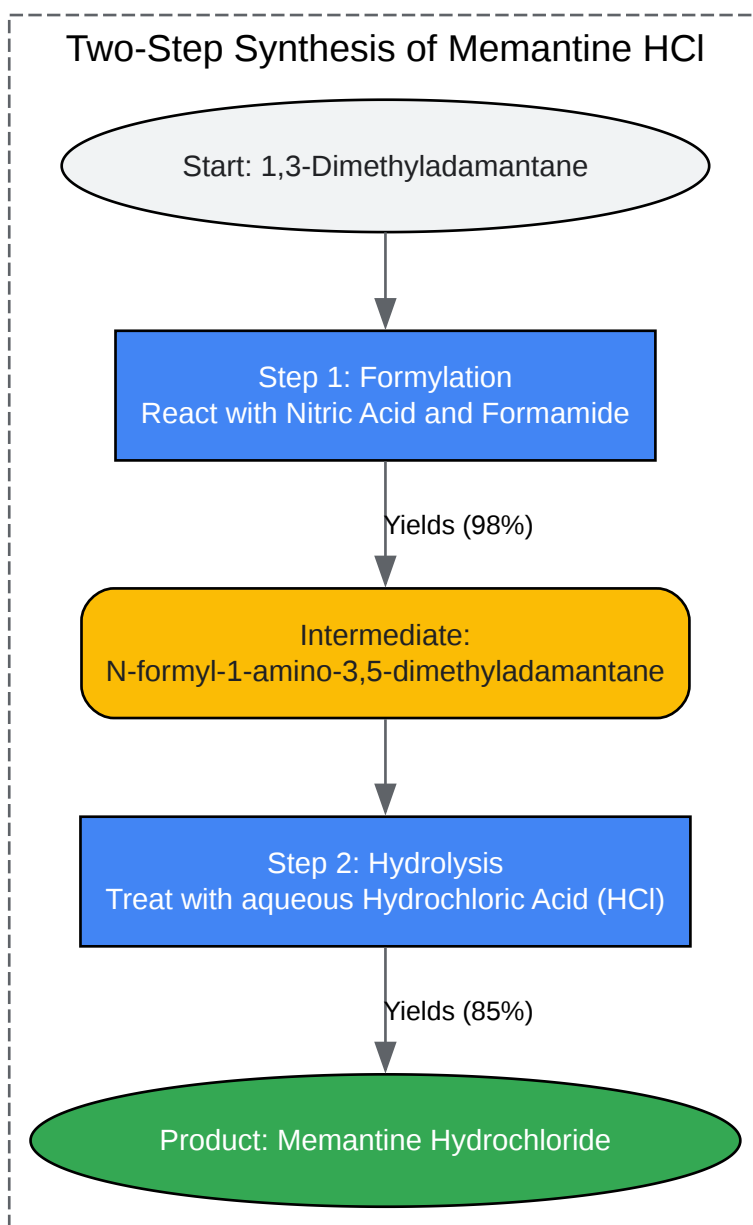 Two-Step Synthesis of Memantine HCl
Start: 1,3-Dimethyladamantane
Step 1: Formylation
React with Nitric Acid and Formamide
Yields (98%)
Intermediate:
N-formyl-1-amino-3,5-dimethyladamantane
Step 2: Hydrolysis
Treat with aqueous Hydrochloric Acid (HCl)
Yields (85%)
Product: Memantine Hydrochloride